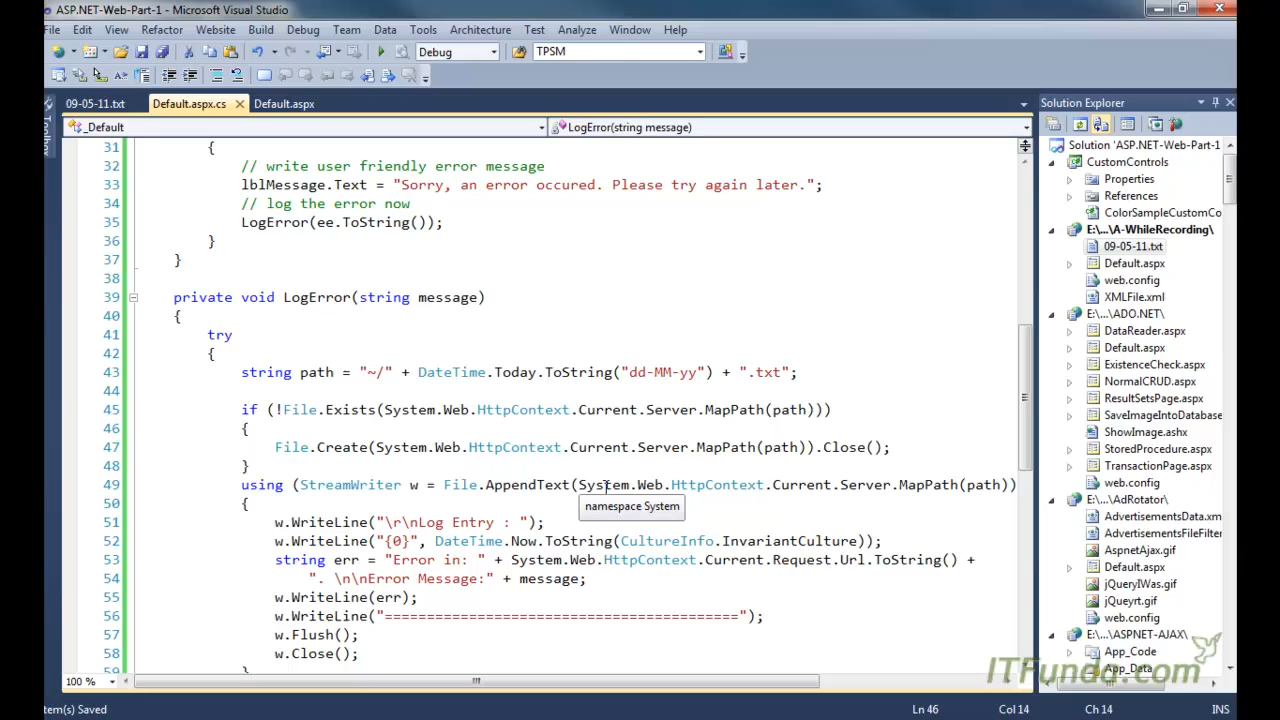 ASP.NET-Web-Part-1 - Microsoft Visual Studio
File Edit View Refactor Website Build Debug Team Data Tools Architecture Test Analyze Window Help
Debug TPSM
09-05-11.txt Default.aspx.cs Default.aspx
_Default LogError(string message)
31 {
32 // write user friendly error message
33 lblMessage.Text = "Sorry, an error occured. Please try again later.";
34 // log the error now
35 LogError(ee.ToString());
36 }
37 }
38
39 private void LogError(string message)
40 {
41 try
42 {
43 string path = "~/" + DateTime.Today.ToString("dd-MM-yy") + ".txt";
44
45 if (!File.Exists(System.Web.HttpContext.Current.Server.MapPath(path)))
46 {
47 File.Create(System.Web.HttpContext.Current.Server.MapPath(path)).Close();
48 }
49 using (StreamWriter w = File.AppendText(System.Web.HttpContext.Current.Server.MapPath(path))
namespace System
50 {
51 w.WriteLine("\r\nLog Entry : ");
52 w.WriteLine("{0}", DateTime.Now.ToString(CultureInfo.InvariantCulture));
53 string err = "Error in: " + System.Web.HttpContext.Current.Request.Url.ToString() +
54 ". \n\nError Message:" + message;
55 w.WriteLine(err);
56 w.WriteLine("==========================================");
57 w.Flush();
58 w.Close();
59 }
100 %
Solution Explorer
Solution 'ASP.NET-Web-Part-1
CustomControls
Properties
References
ColorSampleCustomCo
E:\...\A-WhileRecording\
09-05-11.txt
Default.aspx
web.config
XMLFile.xml
E:\...\ADO.NET\
DataReader.aspx
Default.aspx
ExistenceCheck.aspx
NormalCRUD.aspx
ResultSetsPage.aspx
SaveImageIntoDatabase
ShowImage.ashx
StoredProcedure.aspx
TransactionPage.aspx
E:\...\AdRotator\
AdvertisementsData.xm
AdvertisementsFileFilter
AspnetAjax.gif
Default.aspx
jQueryIWas.gif
jQueyrt.gif
web.config
E:\...\ASPNET-AJAX\
App_Code
App_Data
ITFunda.com
tem(s) Saved Ln 46 Col 14 Ch 14 INS